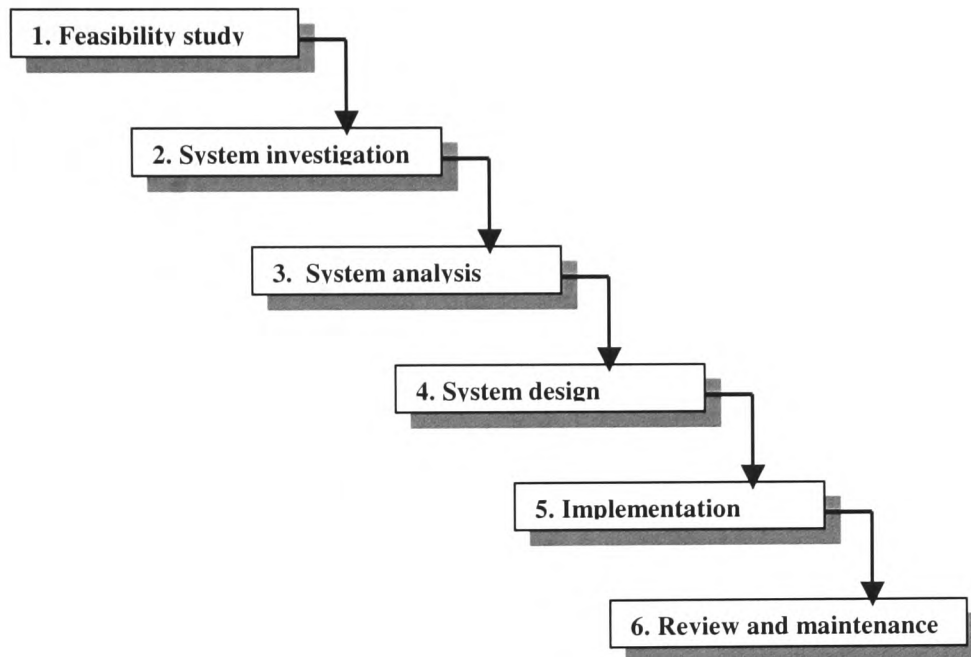 1. Feasibility study
2. System investigation
3. System analysis
4. System design
5. Implementation
6. Review and maintenance